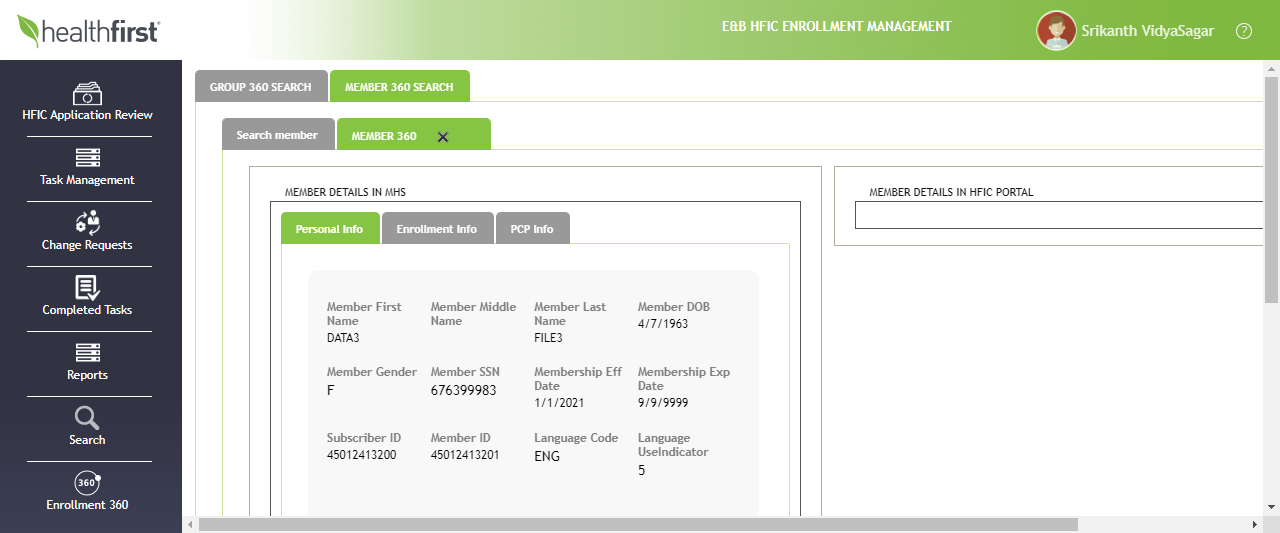 healthfirst
E&B HFIC ENROLLMENT MANAGEMENT
Srikanth VidyaSagar
?
HFIC Application Review
Task Management
Change Requests
Completed Tasks
Reports
Search
360
Enrollment 360
GROUP 360 SEARCH
MEMBER 360 SEARCH
Search member
MEMBER 360
MEMBER DETAILS IN MHS
Personal Info
Enrollment Info
PCP Info
Member First
Name
DATA3
Member Middle
Name
Member Last
Name
FILE3
Member DOB
4/7/1963
Member Gender
F
Member SSN
676399983
Membership Eff
Date
1/1/2021
Membership Exp
Date
9/9/9999
Subscriber ID
45012413200
Member ID
45012413201
Language Code
ENG
Language
UseIndicator
5
MEMBER DETAILS IN HFIC PORTAL